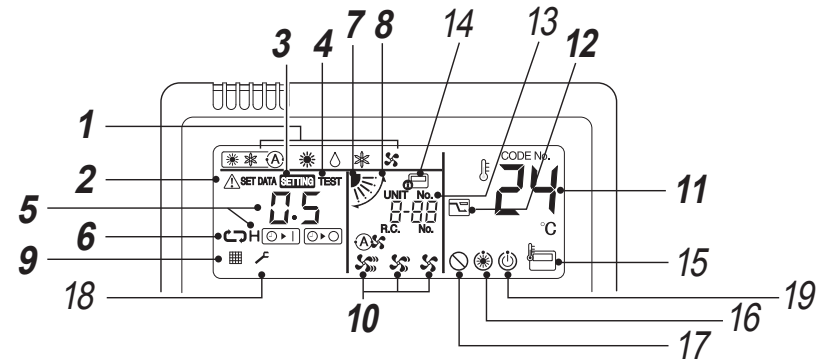 7 8 14 13 12
3 4
1
CODE No.
A
2 SET DATA SETTING TEST
UNIT No.
24 11
5 0.5 8-88
R.C. No.
°C
6 H
A
9
18 10 17 16 19 15